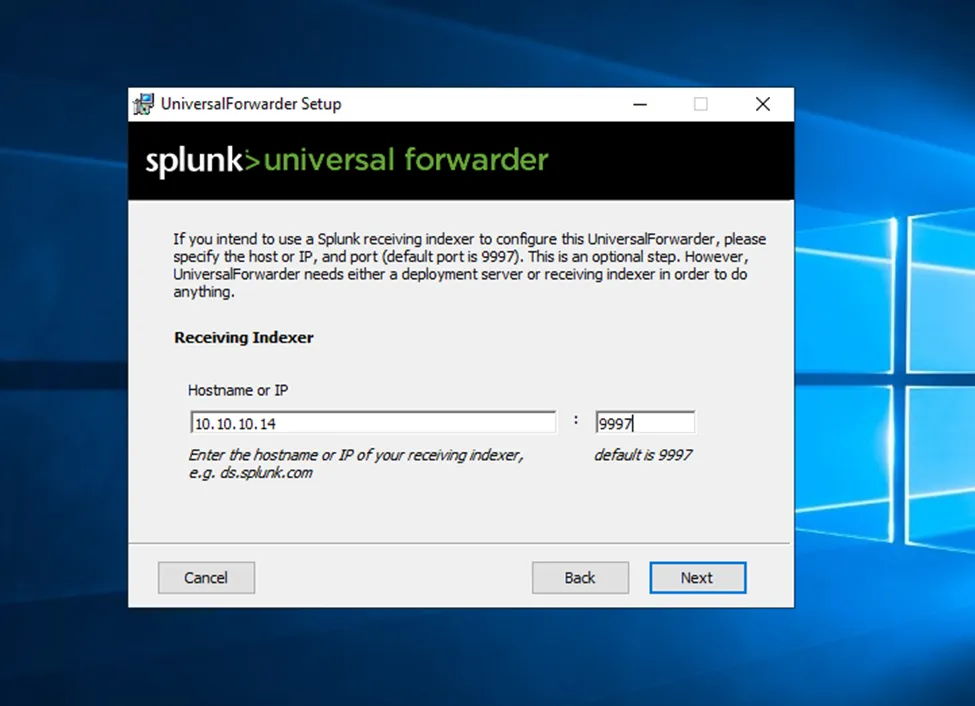 UniversalForwarder Setup
splunk>universal forwarder
If you intend to use a Splunk receiving indexer to configure this UniversalForwarder, please
specify the host or IP, and port (default port is 9997). This is an optional step. However,
UniversalForwarder needs either a deployment server or receiving indexer in order to do
anything.
Receiving Indexer
Hostname or IP
10.10.10.14 : 9997
Enter the hostname or IP of your receiving indexer, default is 9997
e.g. ds.splunk.com
Cancel Back Next